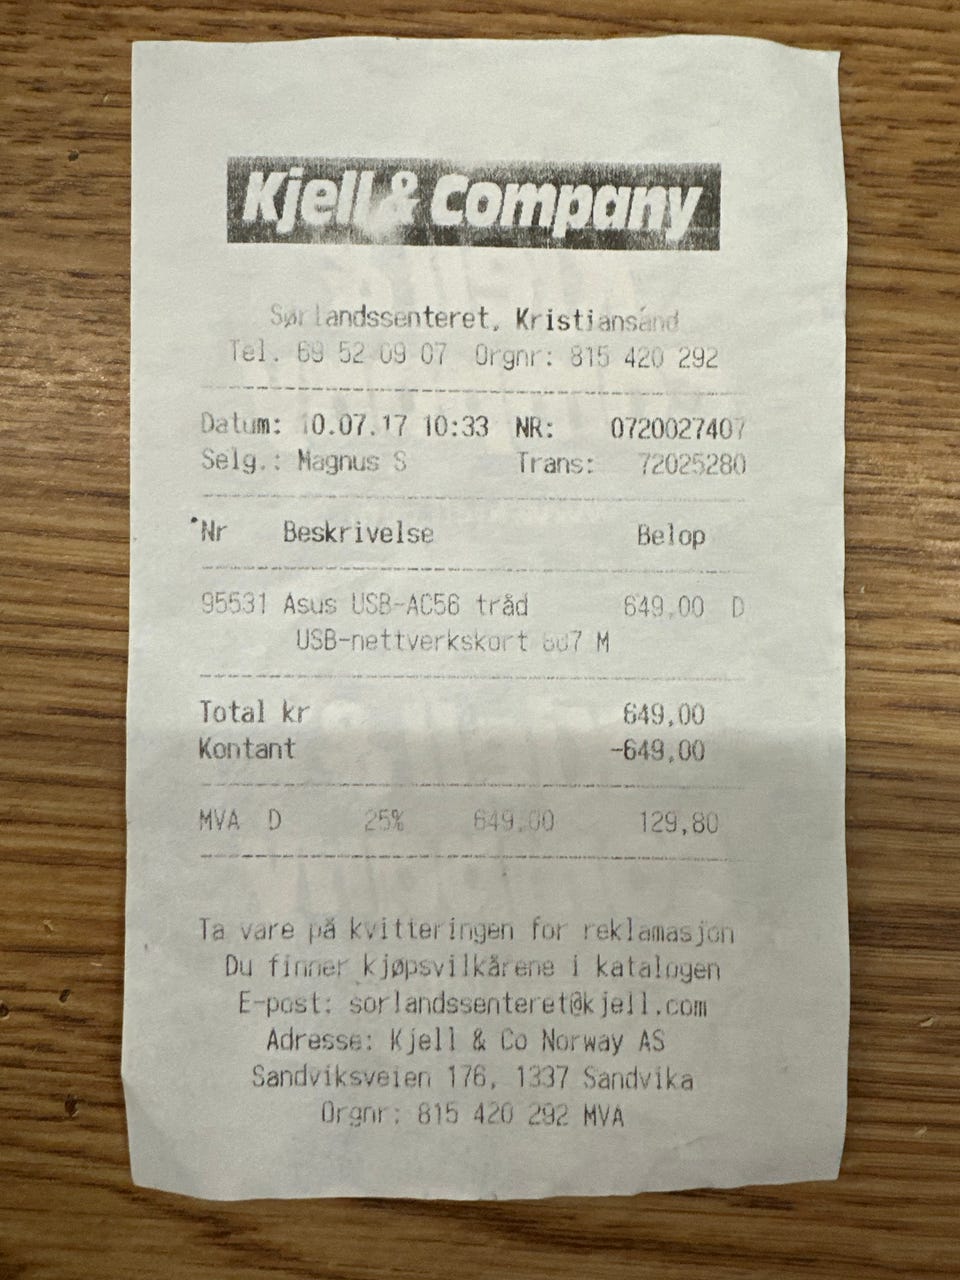 Kjell & Company
Sørlandssenteret, Kristiansand
Tel. 69 52 09 07 Orgnr: 815 420 292
Datum: 10.07.17 10:33 NR: 0720027407
Selg.: Magnus S Trans: 72025280
Nr Beskrivelse Belop
95531 Asus USB-AC56 tråd 649,00 D
USB-nettverkskort 867 M
Total kr 649,00
Kontant -649,00
MVA D 25% 649,00 129,80
Ta vare på kvitteringen for reklamasjon
Du finner kjøpsvilkårene i katalogen
E-post: sorlandssenteret@kjell.com
Adresse: Kjell & Co Norway AS
Sandviksveien 176, 1337 Sandvika
Orgnr: 815 420 292 MVA